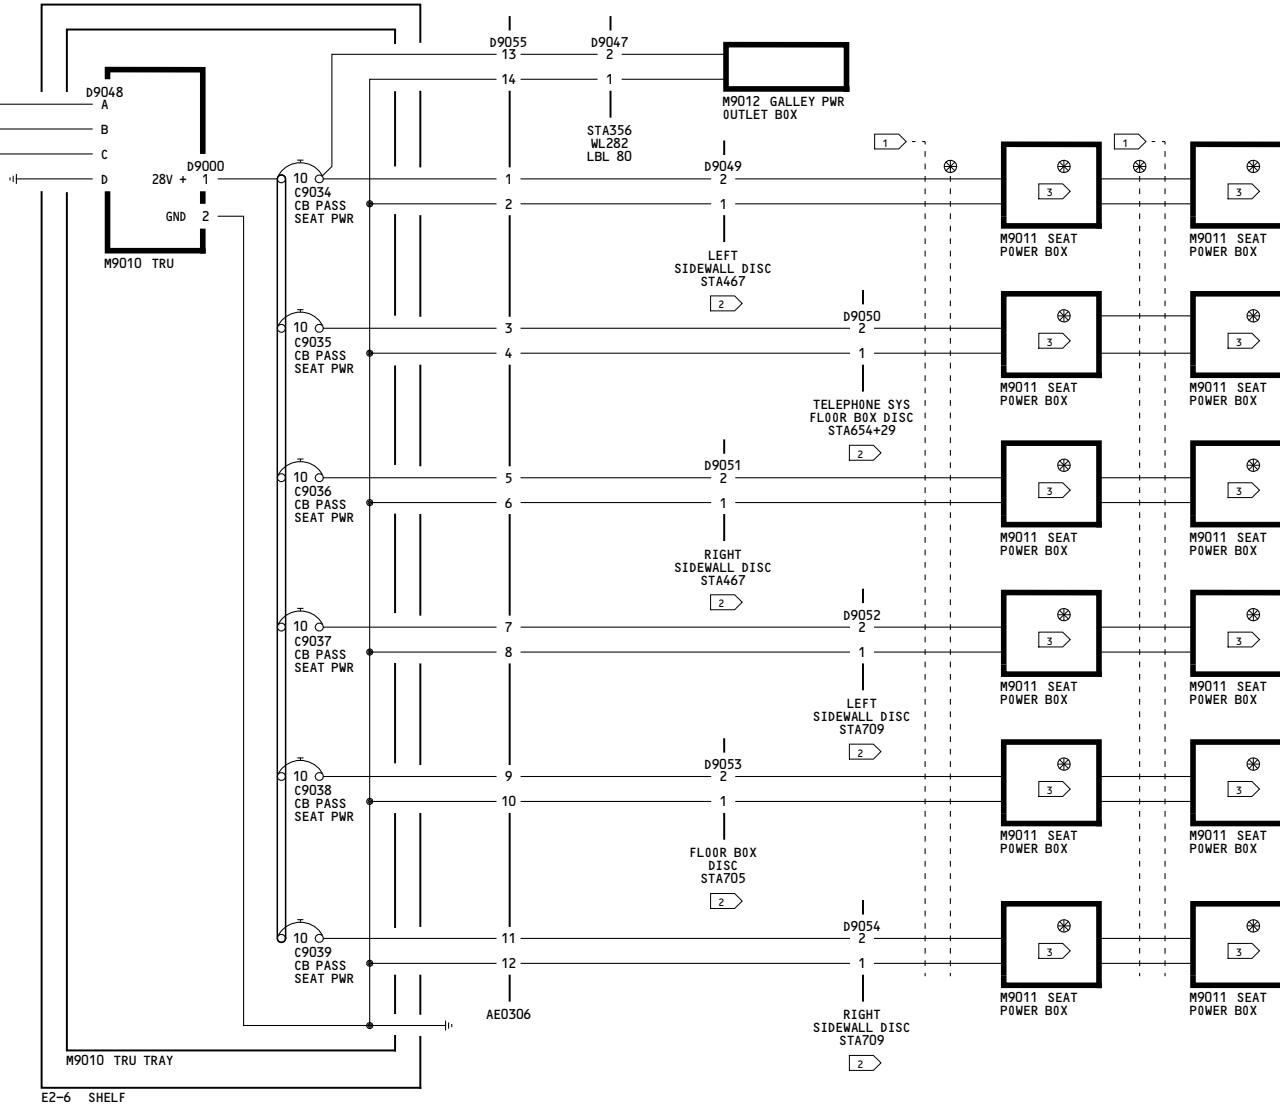 D9055
13
14
D9047
2
1
STA356
WL282
LBL 80
M9012 GALLEY PWR
OUTLET BOX
D9048
A
B
C
D
D9000
28V + 1
GND 2
M9010 TRU
10
C9034
CB PASS
SEAT PWR
1
2
D9049
2
1
LEFT
SIDEWALL DISC
STA467
2
1
1
3
M9011 SEAT
POWER BOX
3
M9011 SEAT
POWER BOX
10
C9035
CB PASS
SEAT PWR
3
4
D9050
2
1
TELEPHONE SYS
FLOOR BOX DISC
STA654+29
2
3
M9011 SEAT
POWER BOX
3
M9011 SEAT
POWER BOX
10
C9036
CB PASS
SEAT PWR
5
6
D9051
2
1
RIGHT
SIDEWALL DISC
STA467
2
3
M9011 SEAT
POWER BOX
3
M9011 SEAT
POWER BOX
10
C9037
CB PASS
SEAT PWR
7
8
D9052
2
1
LEFT
SIDEWALL DISC
STA709
2
3
M9011 SEAT
POWER BOX
3
M9011 SEAT
POWER BOX
10
C9038
CB PASS
SEAT PWR
9
10
D9053
2
1
FLOOR BOX
DISC
STA705
2
3
M9011 SEAT
POWER BOX
3
M9011 SEAT
POWER BOX
10
C9039
CB PASS
SEAT PWR
11
12
AE0306
D9054
2
1
RIGHT
SIDEWALL DISC
STA709
2
3
M9011 SEAT
POWER BOX
3
M9011 SEAT
POWER BOX
M9010 TRU TRAY
E2-6 SHELF